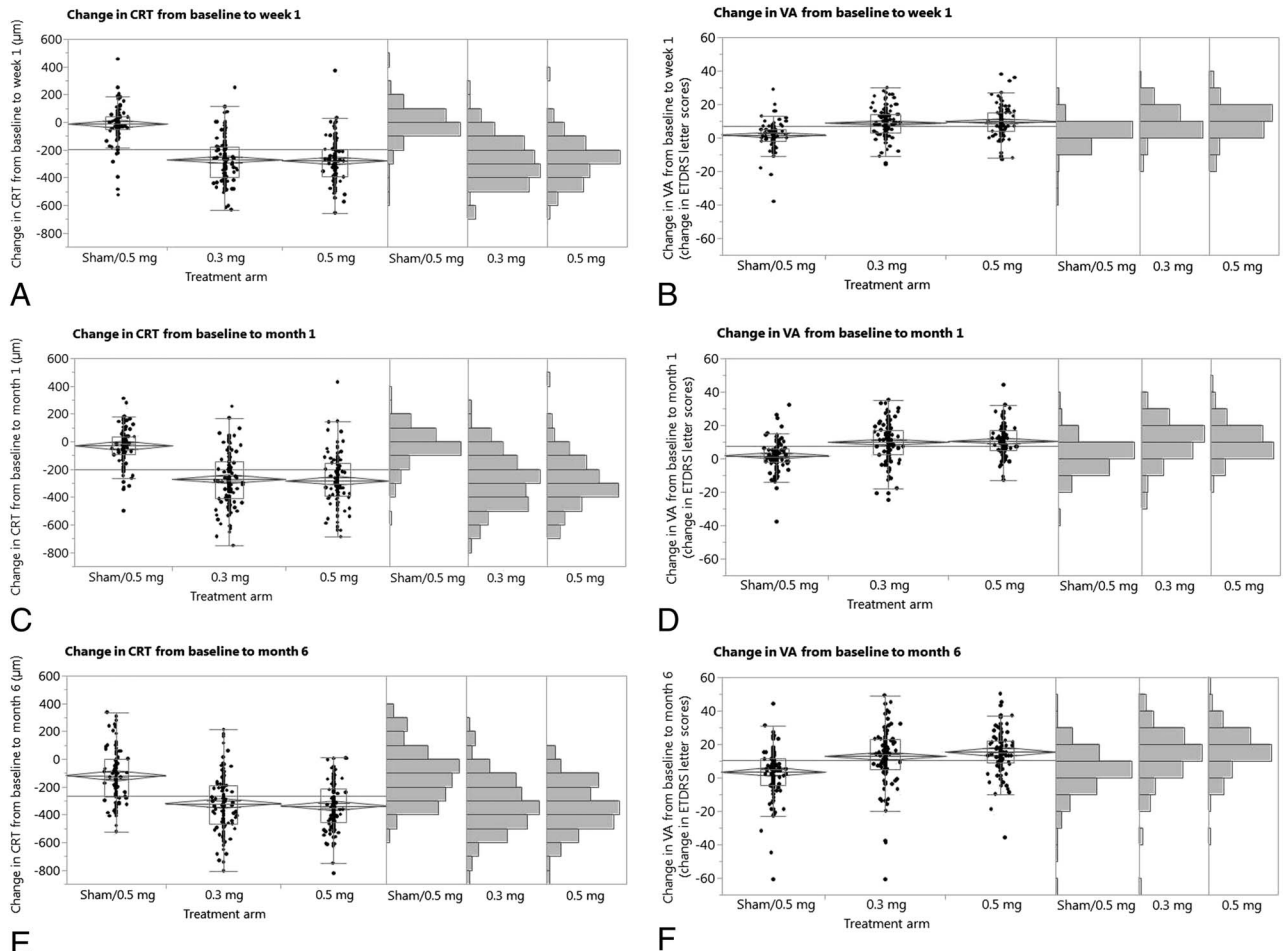 Change in CRT from baseline to week 1
Change in CRT from baseline to week 1 (µm)
600
400
200
0
-200
-400
-600
-800
Sham/0.5 mg
0.3 mg
0.5 mg
Sham/0.5 mg
0.3 mg
0.5 mg
Treatment arm
A
Change in VA from baseline to week 1
Change in VA from baseline to week 1
(change in ETDRS letter scores)
60
40
20
0
-20
-40
-60
Sham/0.5 mg
0.3 mg
0.5 mg
Sham/0.5 mg
0.3 mg
0.5 mg
Treatment arm
B
Change in CRT from baseline to month 1
Change in CRT from baseline to month 1 (µm)
600
400
200
0
-200
-400
-600
-800
Sham/0.5 mg
0.3 mg
0.5 mg
Sham/0.5 mg
0.3 mg
0.5 mg
Treatment arm
C
Change in VA from baseline to month 1
Change in VA from baseline to month 1
(change in ETDRS letter scores)
60
40
20
0
-20
-40
-60
Sham/0.5 mg
0.3 mg
0.5 mg
Sham/0.5 mg
0.3 mg
0.5 mg
Treatment arm
D
Change in CRT from baseline to month 6
Change in CRT from baseline to month 6 (µm)
600
400
200
0
-200
-400
-600
-800
Sham/0.5 mg
0.3 mg
0.5 mg
Sham/0.5 mg
0.3 mg
0.5 mg
Treatment arm
Change in VA from baseline to month 6
Change in VA from baseline to month 6
(change in ETDRS letter scores)
60
40
20
0
-20
-40
-60
Sham/0.5 mg
0.3 mg
0.5 mg
Sham/0.5 mg
0.3 mg
0.5 mg
Treatment arm
F